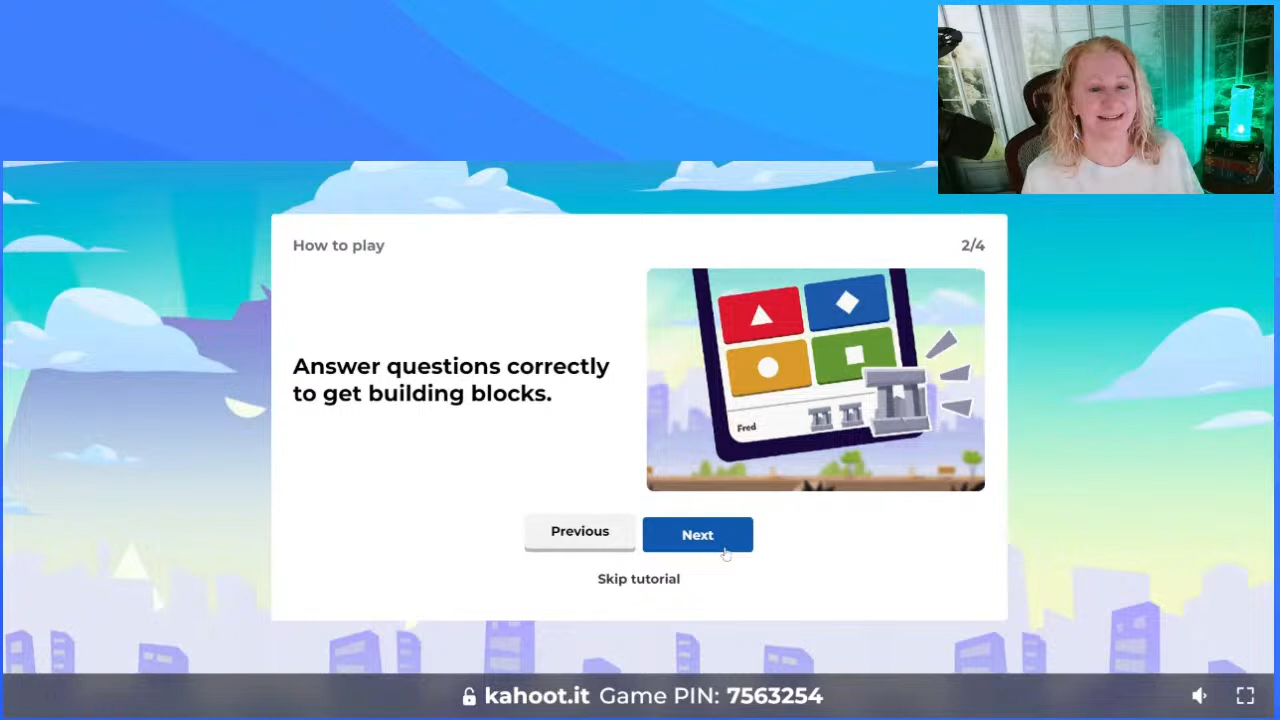 How to play
2/4
Answer questions correctly
to get building blocks.
Fred
Previous
Next
Skip tutorial
kahoot.it Game PIN: 7563254